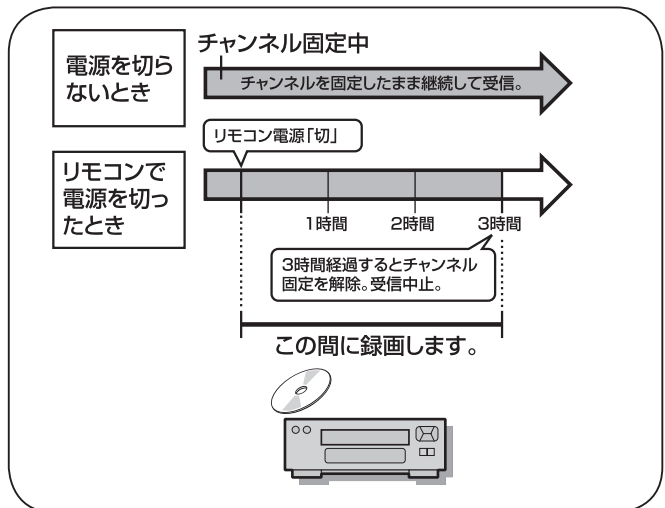 電源を切ら
ないとき
チャンネル固定中
チャンネルを固定したまま継続して受信。
リモコン電源「切」
リモコンで
電源を切っ
たとき
1時間 2時間 3時間
3時間経過するとチャンネル
固定を解除。受信中止。
この間に録画します。